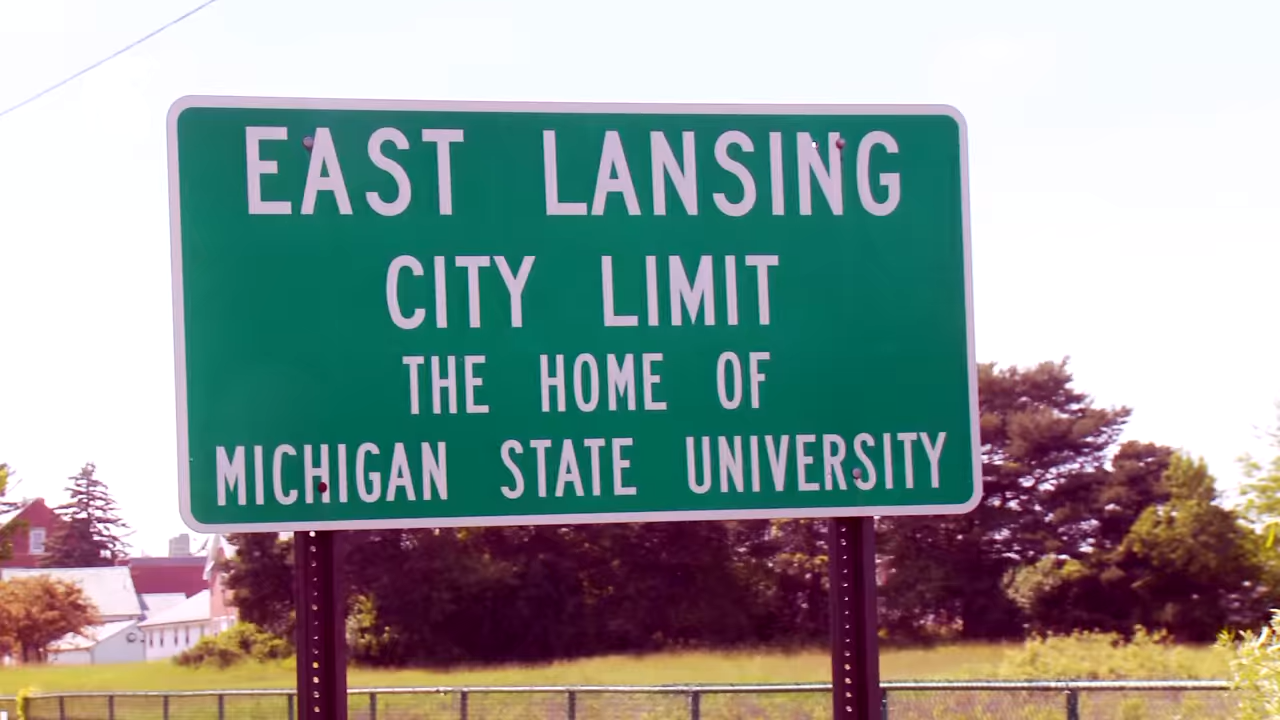 EAST LANSING
CITY LIMIT
THE HOME OF
MICHIGAN STATE UNIVERSITY